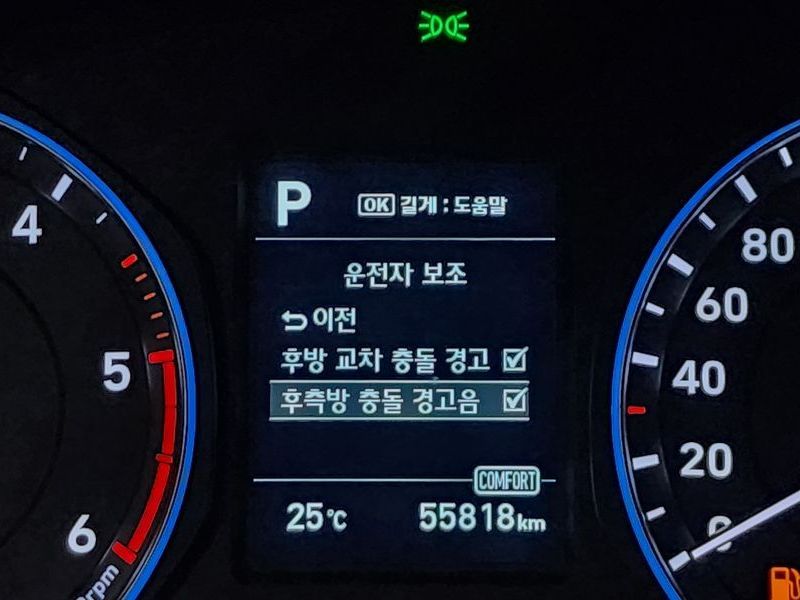 P OK 길게 : 도움말
운전자 보조
이전
후방 교차 충돌 경고
후측방 충돌 경고음
COMFORT
25°C 55818km
4
5
6
rpm
80
60
40
20
0